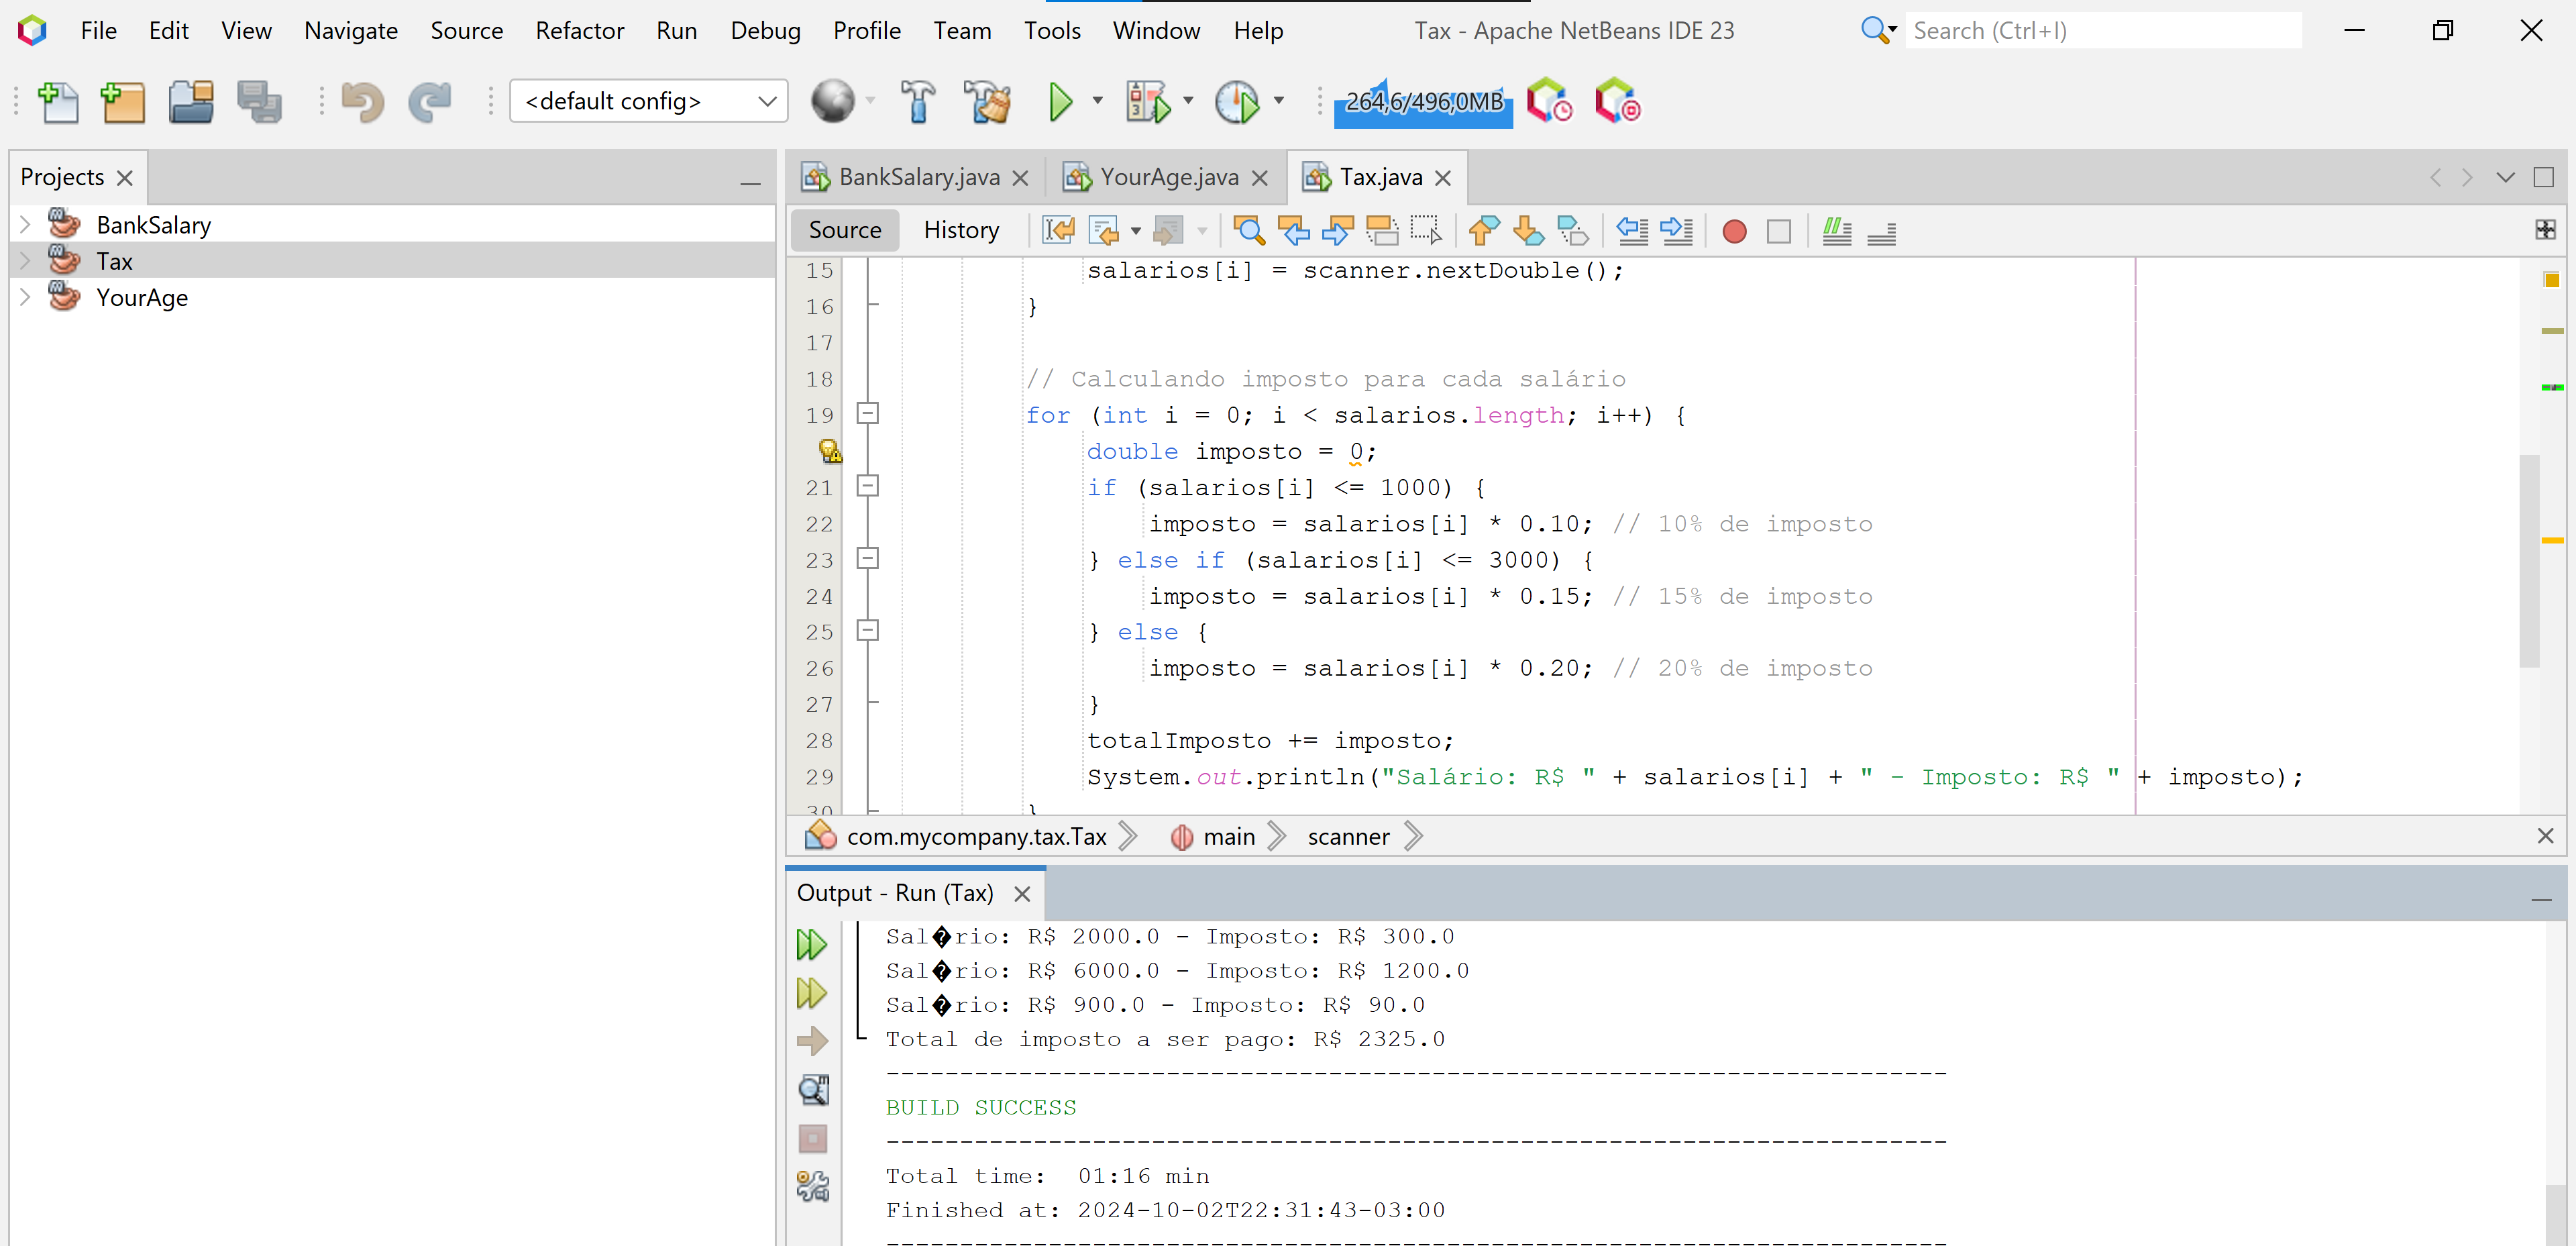 File Edit View Navigate Source Refactor Run Debug Profile Team Tools Window Help Tax - Apache NetBeans IDE 23 Search (Ctrl+I)
<default config> 264,6/496,0MB
Projects
BankSalary
Tax
YourAge
BankSalary.java YourAge.java Tax.java
Source History
15 salarios[i] = scanner.nextDouble();
16 }
17
18 // Calculando imposto para cada salário
19 for (int i = 0; i < salarios.length; i++) {
double imposto = 0;
21 if (salarios[i] <= 1000) {
22 imposto = salarios[i] * 0.10; // 10% de imposto
23 } else if (salarios[i] <= 3000) {
24 imposto = salarios[i] * 0.15; // 15% de imposto
25 } else {
26 imposto = salarios[i] * 0.20; // 20% de imposto
27 }
28 totalImposto += imposto;
29 System.out.println("Salário: R$ " + salarios[i] + " - Imposto: R$ " + imposto);
30 }
com.mycompany.tax.Tax main scanner
Output - Run (Tax)
Sal�rio: R$ 2000.0 - Imposto: R$ 300.0
Sal�rio: R$ 6000.0 - Imposto: R$ 1200.0
Sal�rio: R$ 900.0 - Imposto: R$ 90.0
Total de imposto a ser pago: R$ 2325.0
------------------------------------------------------------------------
BUILD SUCCESS
------------------------------------------------------------------------
Total time:  01:16 min
Finished at: 2024-10-02T22:31:43-03:00
------------------------------------------------------------------------